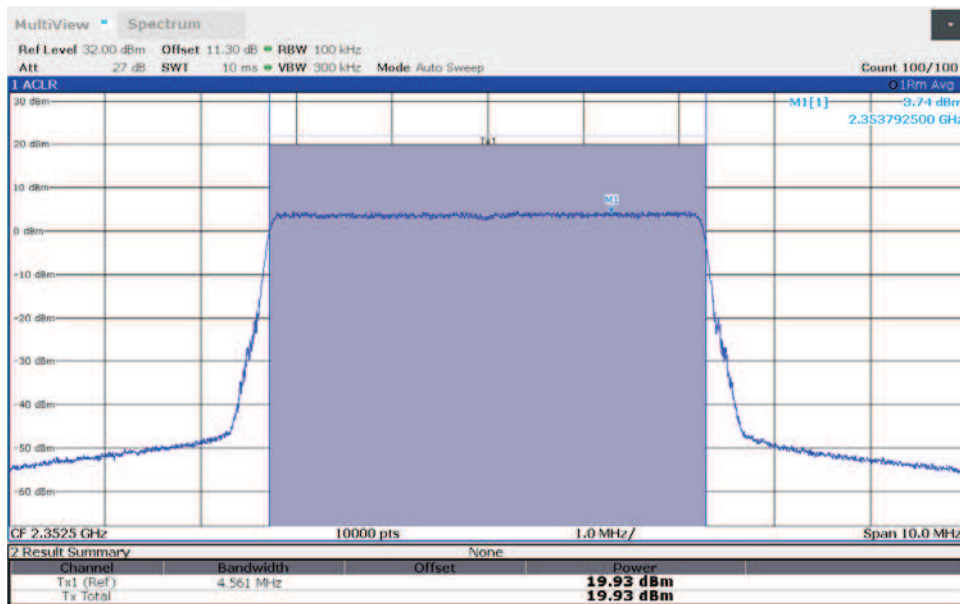 MultiView Spectrum
Ref Level 32.00 dBm Offset 11.30 dB RBW 100 kHz
Att 27 dB SWT 10 ms VBW 300 kHz Mode Auto Sweep Count 100/100
1 ACLR 1Rm Avg
M1[1] 3.74 dBm
2.353792500 GHz
30 dBm
Tx1
20 dBm
10 dBm
M1
0 dBm
-10 dBm
-20 dBm
-30 dBm
-40 dBm
-50 dBm
-60 dBm
CF 2.3525 GHz 10000 pts 1.0 MHz/ Span 10.0 MHz
2 Result Summary None
Channel Bandwidth Offset Power
Tx1 (Ref) 4.561 MHz 19.93 dBm
Tx Total 19.93 dBm